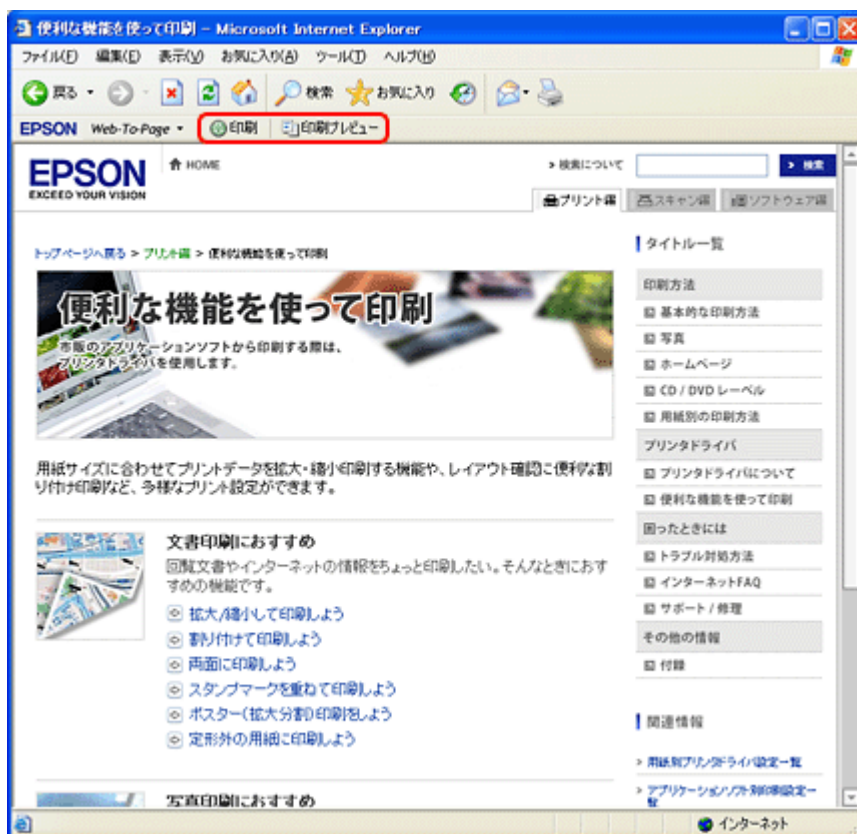 便利な機能を使って印刷 - Microsoft Internet Explorer
ファイル(F) 編集(E) 表示(V) お気に入り(A) ツール(T) ヘルプ(H)
戻る 検索 お気に入り
EPSON Web-To-Page 印刷 印刷プレビュー
EPSON
EXCEED YOUR VISION
HOME
検索について 検索
プリント編 スキャン編 ソフトウェア編
トップページへ戻る > プリント編 > 便利な機能を使って印刷
便利な機能を使って印刷
市販のアプリケーションソフトから印刷する際は、
プリンタドライバを使用します。
用紙サイズに合わせてプリントデータを拡大・縮小印刷する機能や、レイアウト確認に便利な割
り付け印刷など、多様なプリント設定ができます。
文書印刷におすすめ
回覧文書やインターネットの情報をちょっと印刷したい。そんなときにおす
すめの機能です。
拡大/縮小して印刷しよう
割り付けて印刷しよう
両面に印刷しよう
スタンプマークを重ねて印刷しよう
ポスター(拡大分割)印刷をしよう
定形外の用紙に印刷しよう
写真印刷におすすめ
タイトル一覧
印刷方法
基本的な印刷方法
写真
ホームページ
CD / DVD レーベル
用紙別の印刷方法
プリンタドライバ
プリンタドライバについて
便利な機能を使って印刷
困ったときには
トラブル対処方法
インターネットFAQ
サポート / 修理
その他の情報
付録
関連情報
> 用紙別プリンタドライバ設定一覧
> アプリケーションソフト別印刷設定一
覧
インターネット